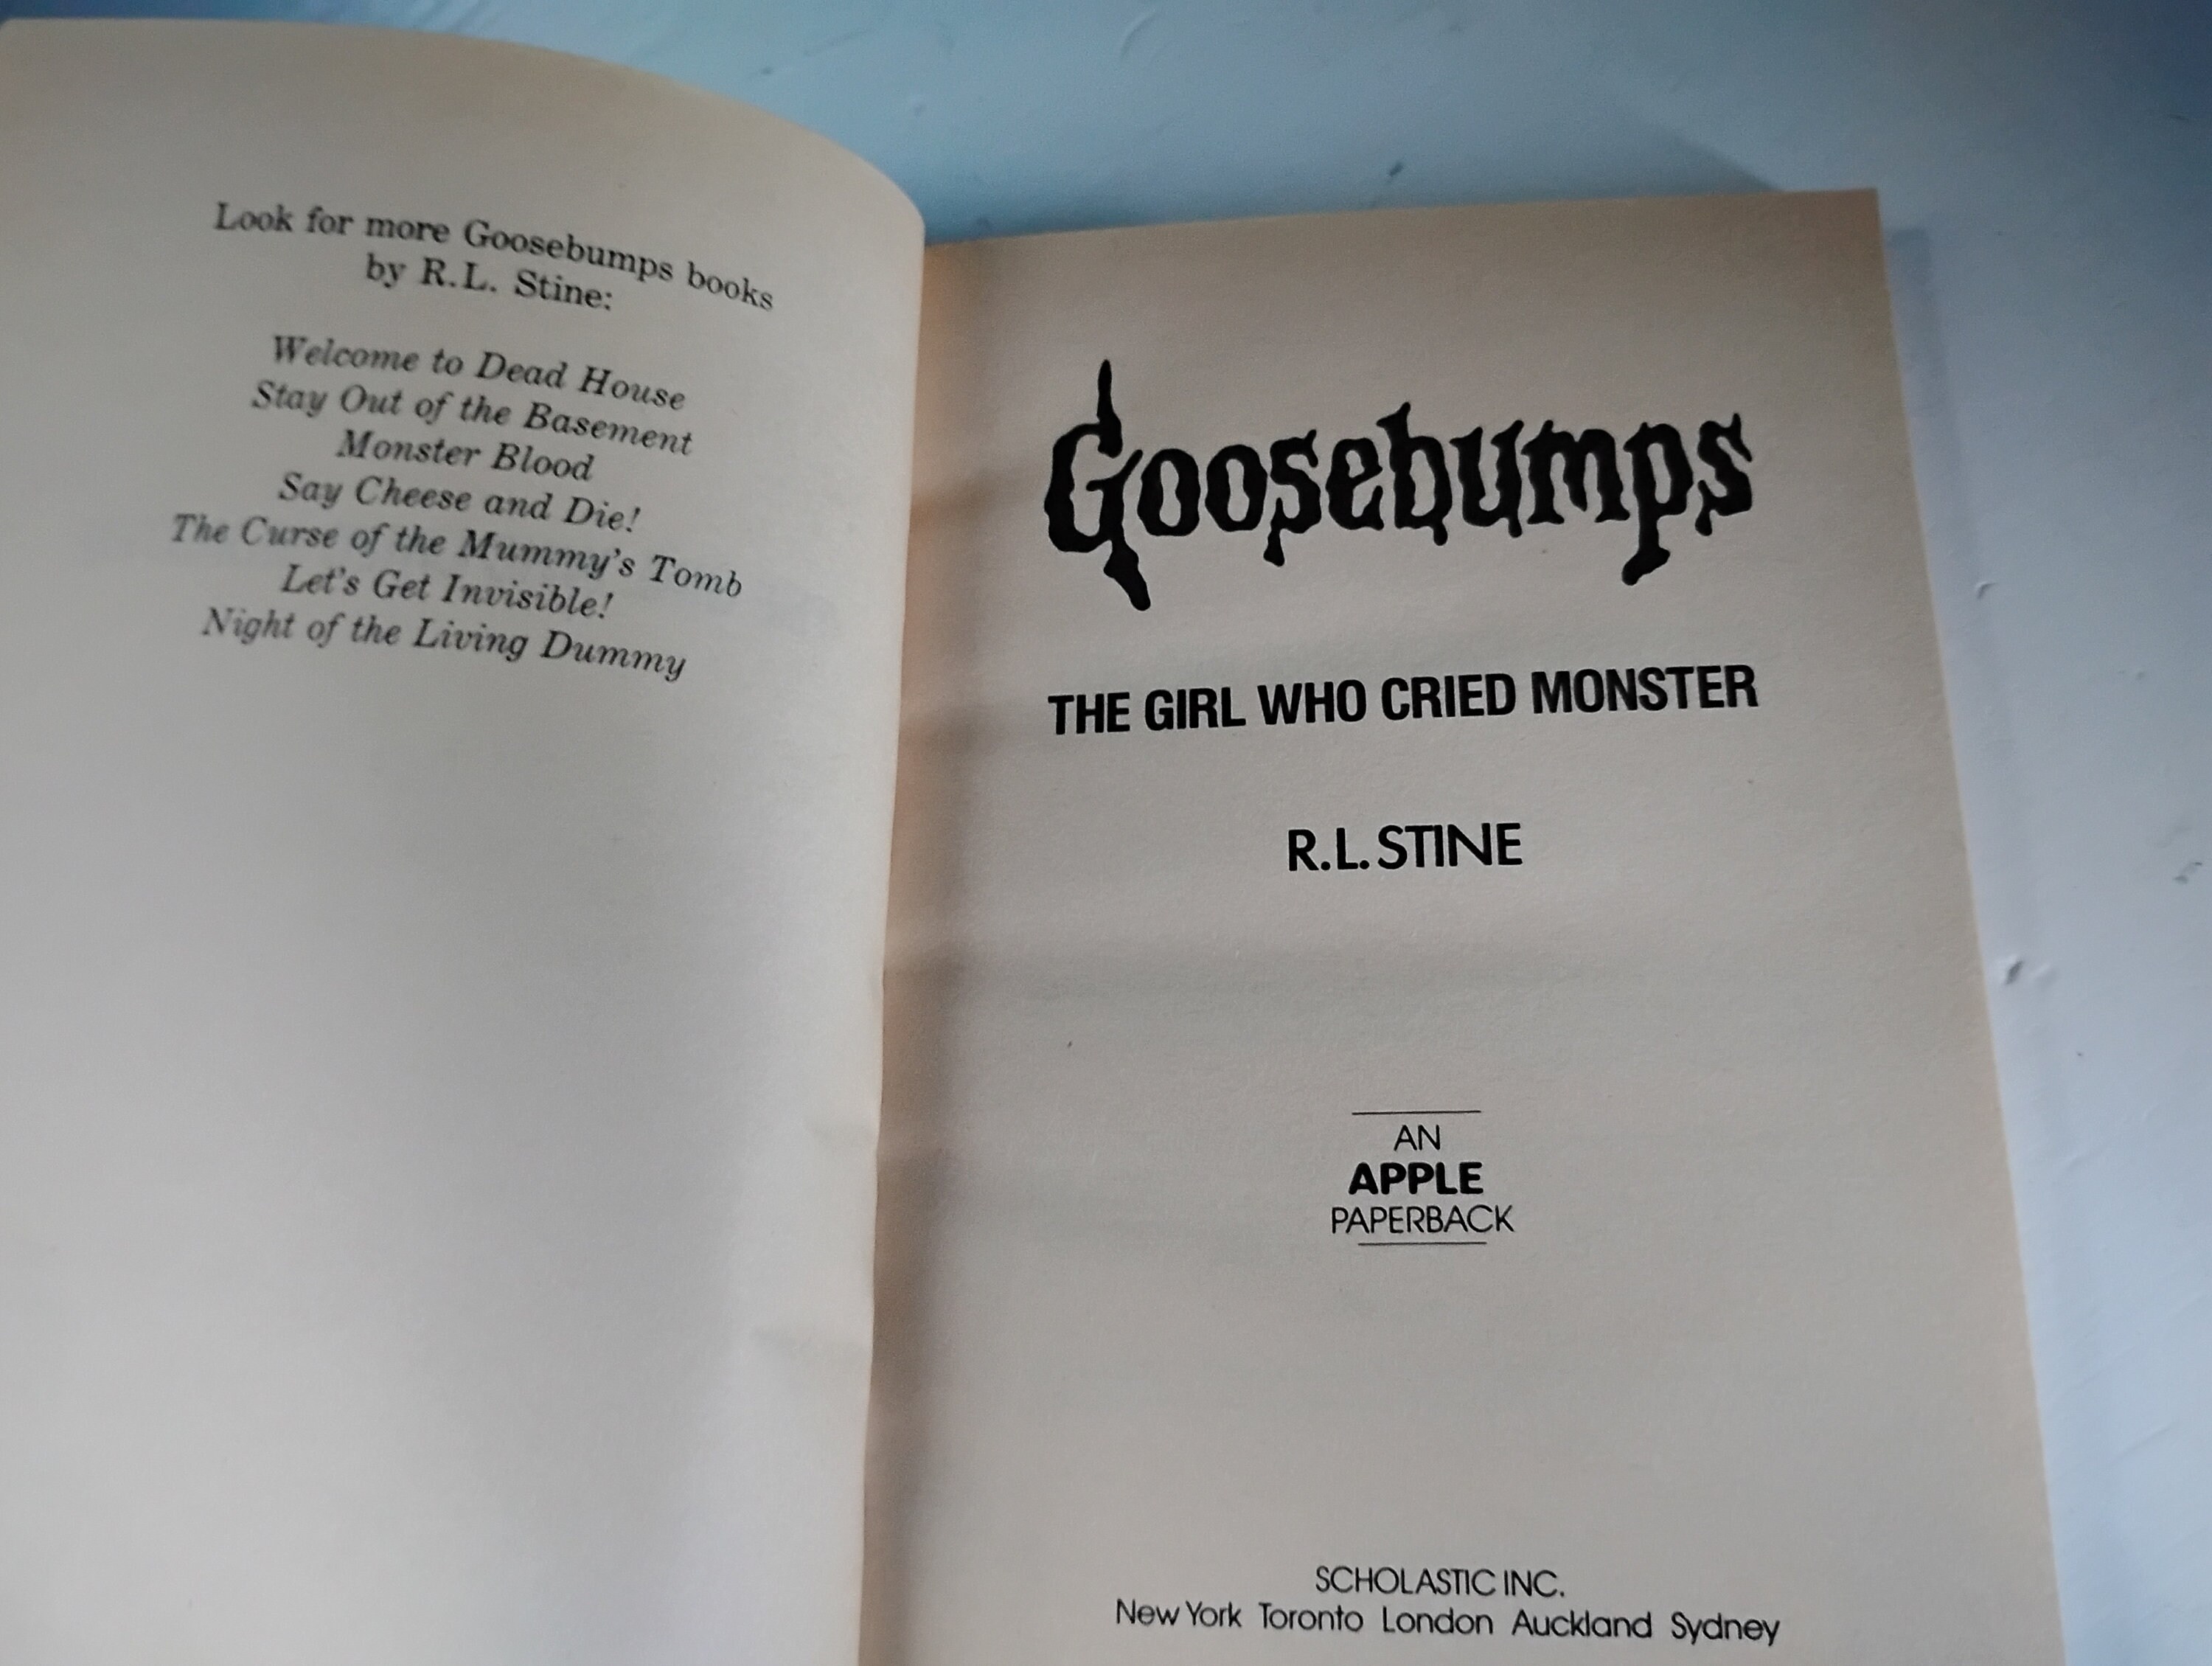 Look for more Goosebumps books
by R.L. Stine:
Welcome to Dead House
Stay Out of the Basement
Monster Blood
Say Cheese and Die!
The Curse of the Mummy's Tomb
Let's Get Invisible!
Night of the Living Dummy
Goosebumps
THE GIRL WHO CRIED MONSTER
R.L. STINE
AN
APPLE
PAPERBACK
SCHOLASTIC INC.
New York Toronto London Auckland Sydney